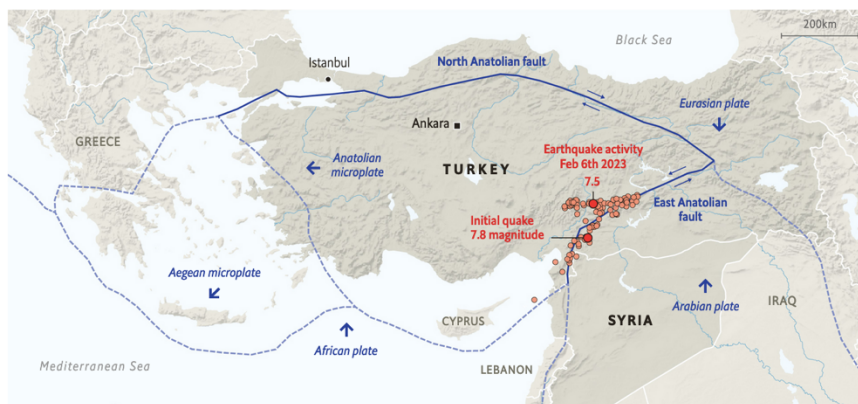 200km
Black Sea
Istanbul
North Anatolian fault
Eurasian plate
GREECE
Ankara
Anatolian
microplate
TURKEY
Earthquake activity
Feb 6th 2023
7.5
East Anatolian
fault
Initial quake
7.8 magnitude
Aegean microplate
Arabian plate
IRAQ
CYPRUS
SYRIA
African plate
Mediterranean Sea
LEBANON